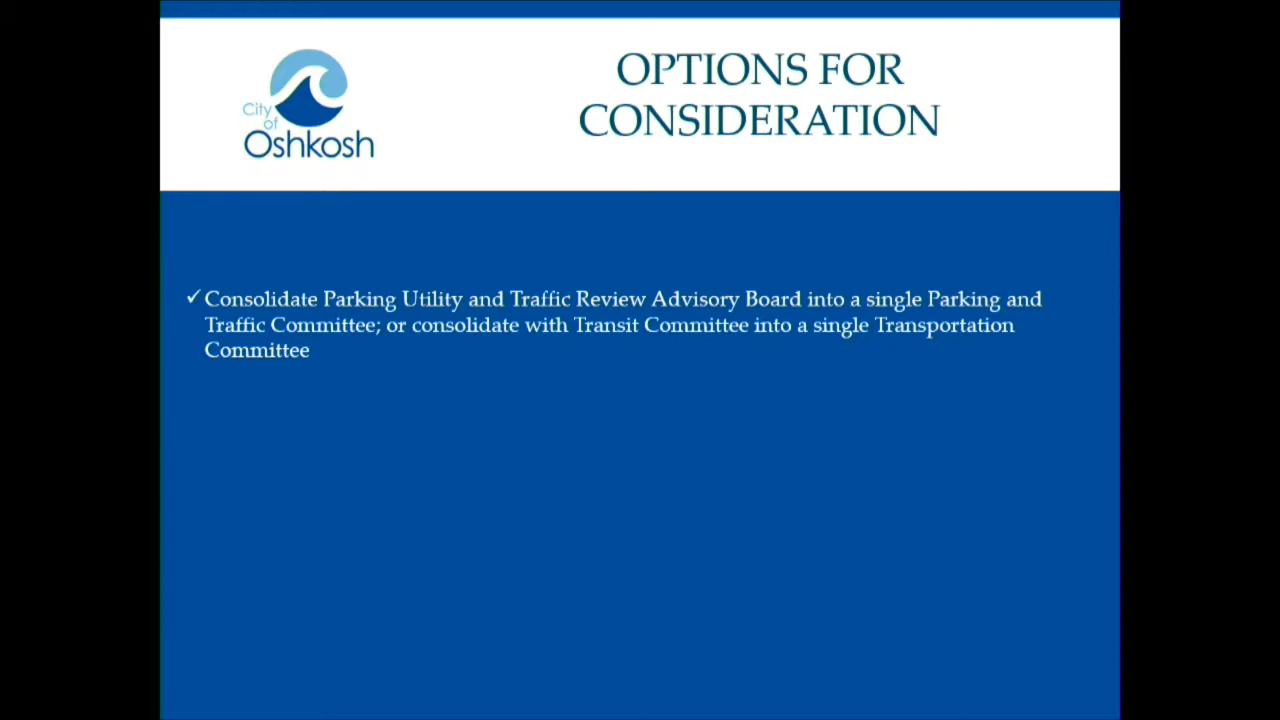 City
of
Oshkosh
OPTIONS FOR
CONSIDERATION
✓Consolidate Parking Utility and Traffic Review Advisory Board into a single Parking and
Traffic Committee; or consolidate with Transit Committee into a single Transportation
Committee